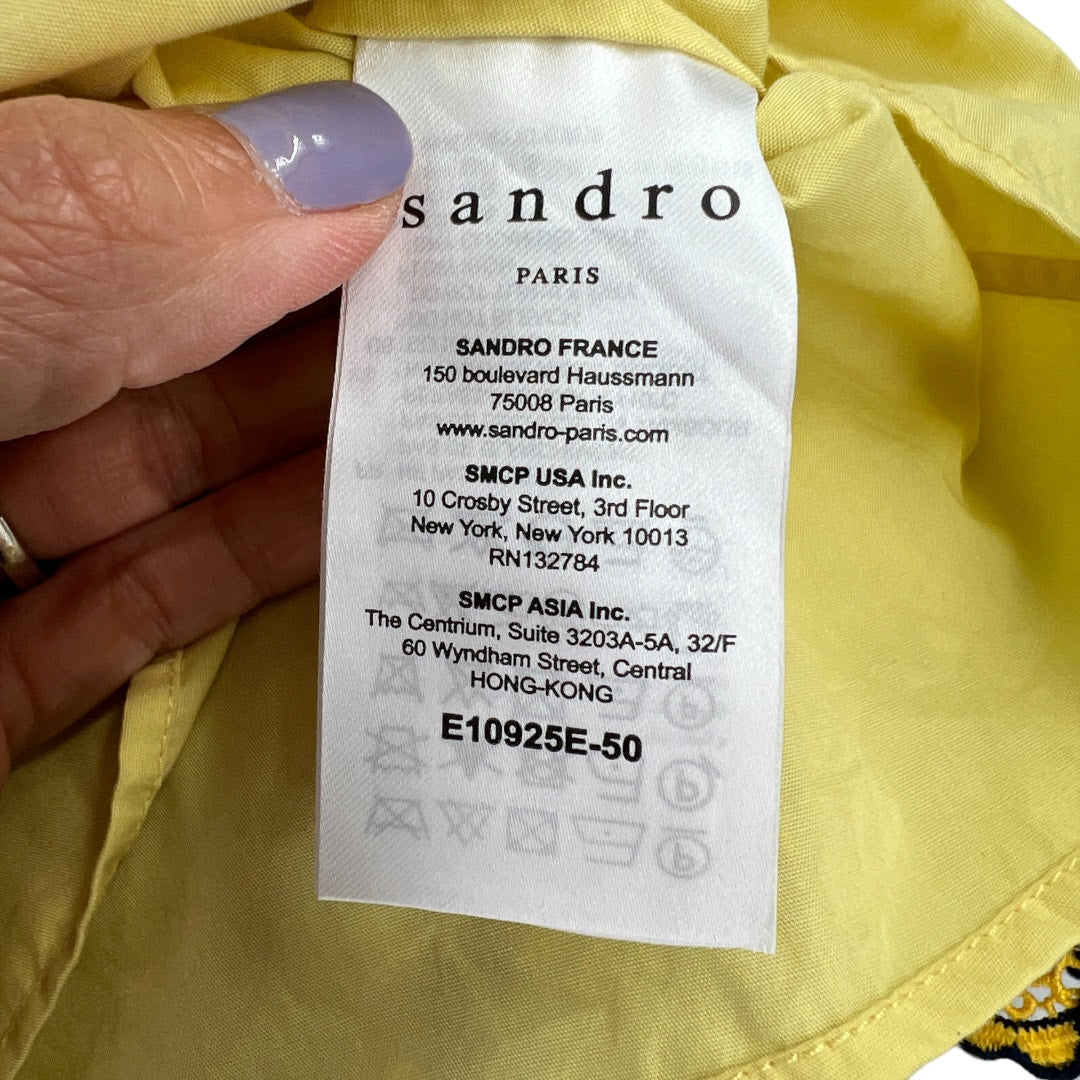 sandro
PARIS
SANDRO FRANCE
150 boulevard Haussmann
75008 Paris
www.sandro-paris.com
SMCP USA Inc.
10 Crosby Street, 3rd Floor
New York, New York 10013
RN132784
SMCP ASIA Inc.
The Centrium, Suite 3203A-5A, 32/F
60 Wyndham Street, Central
HONG-KONG
E10925E-50